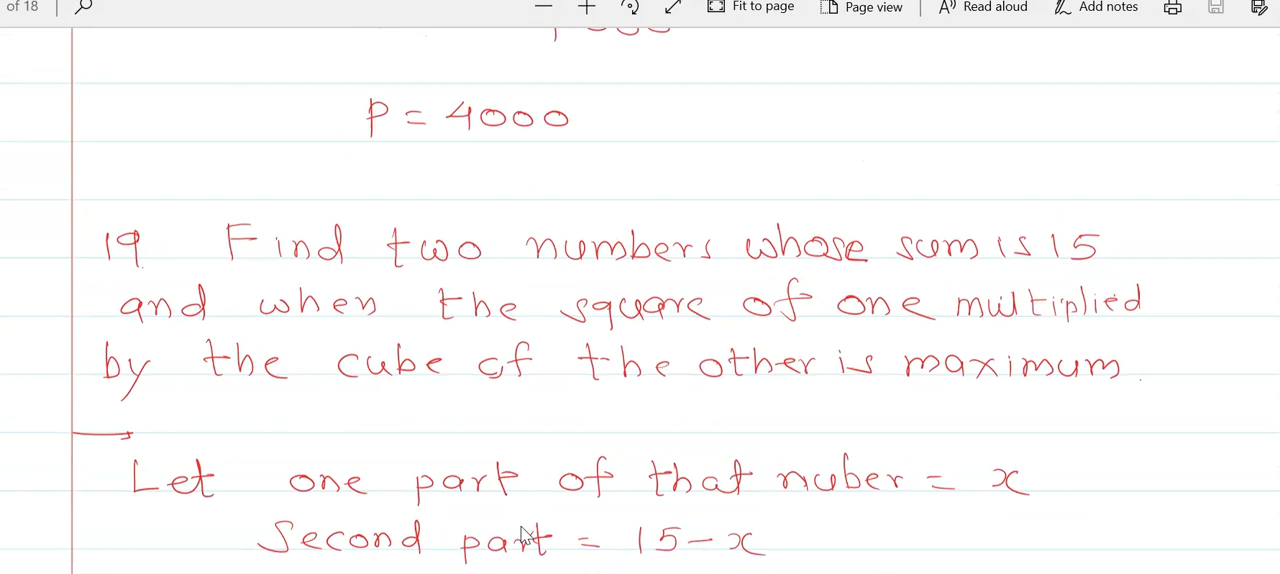 of 18 Fit to page Page view Read aloud Add notes
P = 4000
19 Find two numbers whose sum is 15
and when the square of one multiplied
by the cube of the other is maximum.
Let one part of that nuber = x
Second part = 15 - x